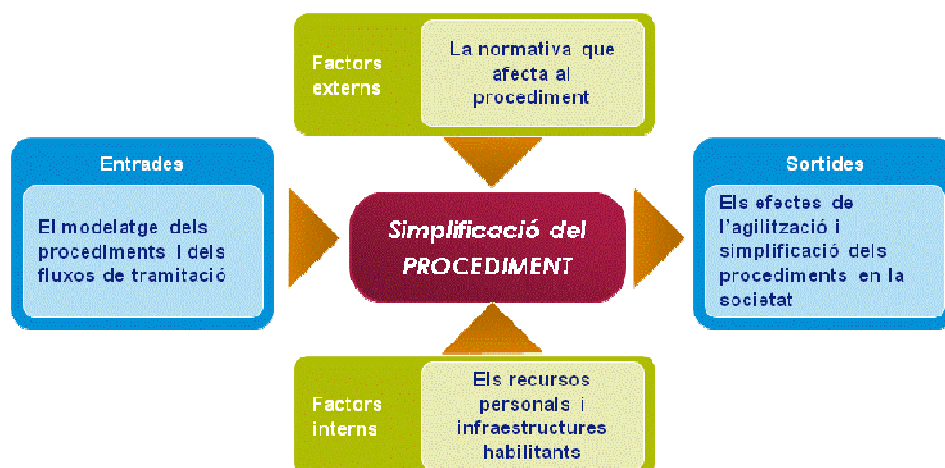 Factors
externs
La normativa que
afecta al
procediment
Entrades
El modelatge dels
procediments i dels
fluxos de tramitació
Simplificació del
PROCEDIMENT
Sortides
Els efectes de
l'agilització i
simplificació dels
procediments en la
societat
Factors
interns
Els recursos
personals i
infraestructures
habilitants